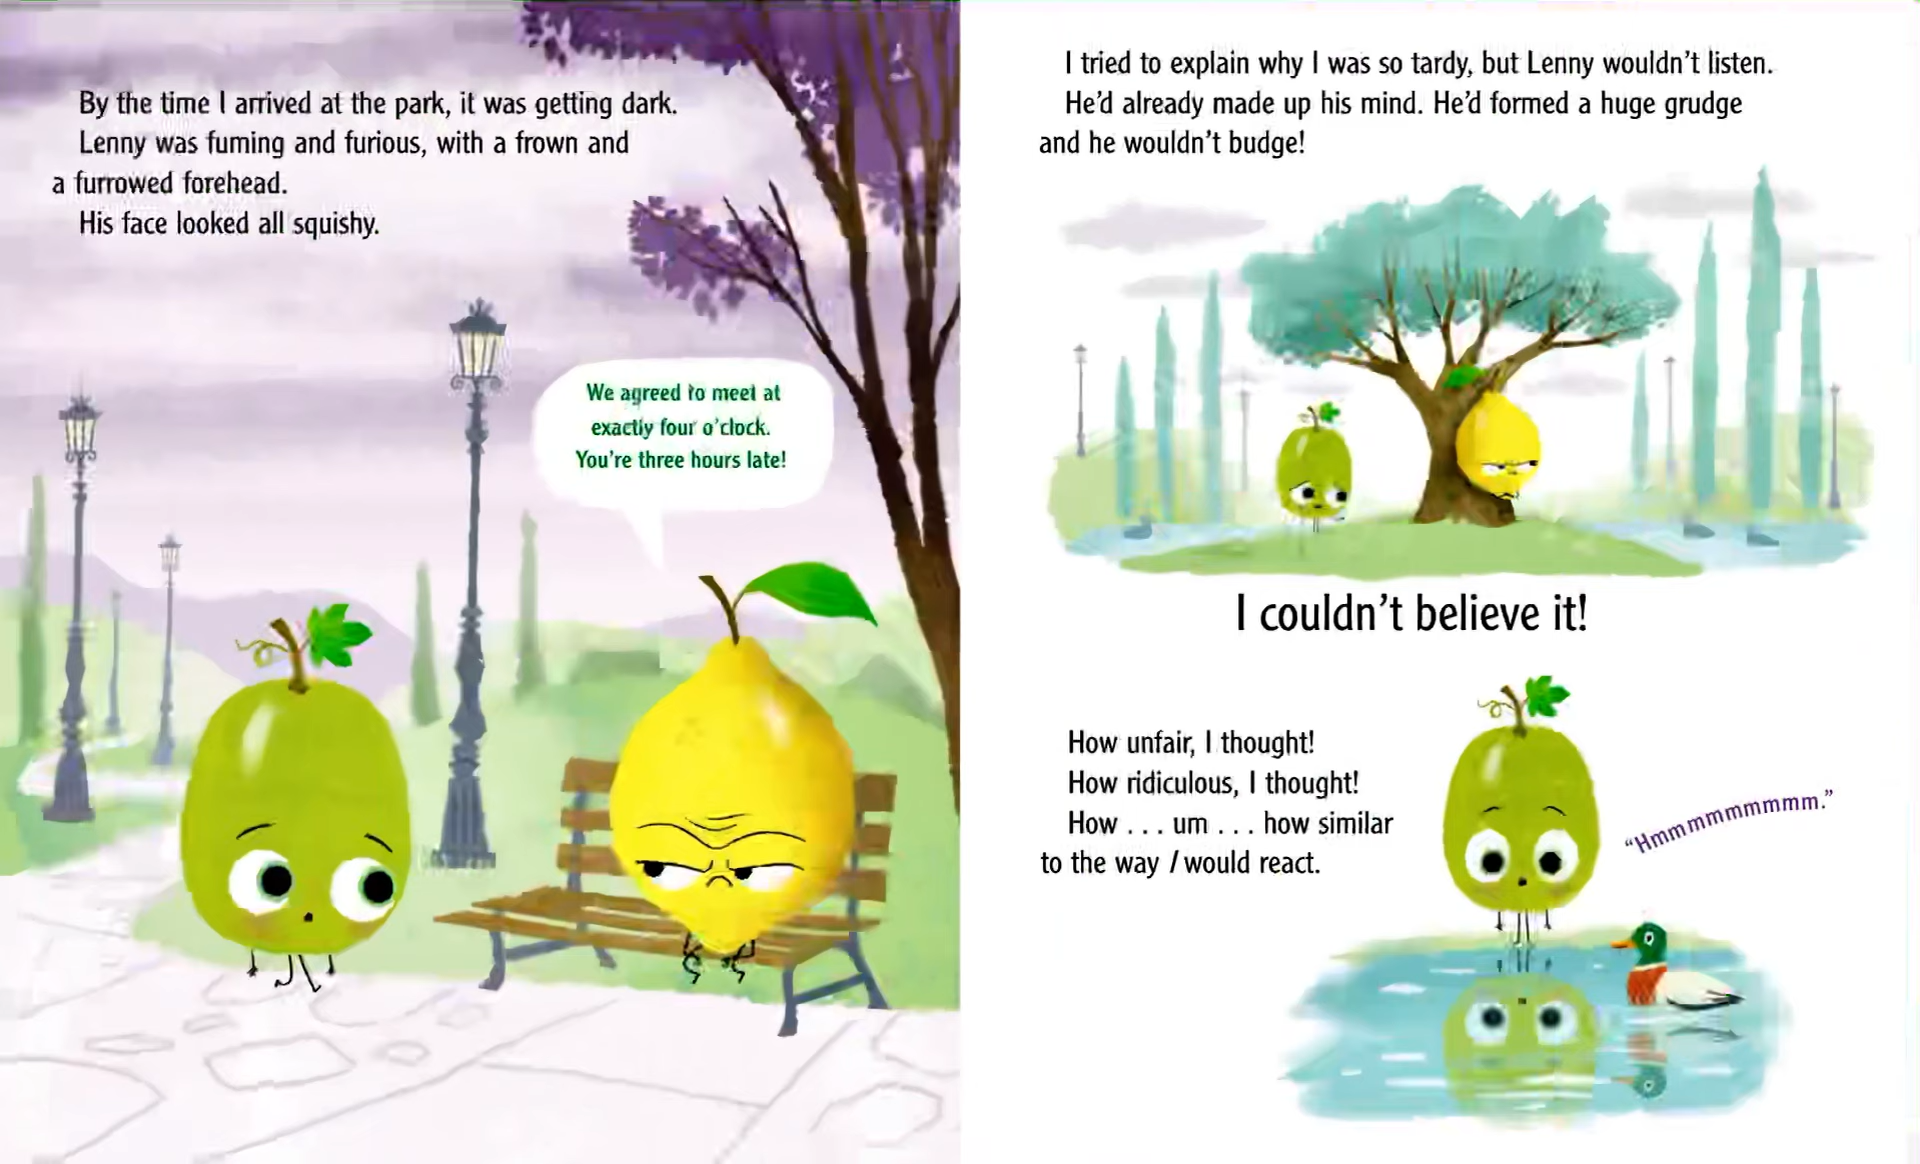 By the time I arrived at the park, it was getting dark.
Lenny was fuming and furious, with a frown and
a furrowed forehead.
His face looked all squishy.
We agreed to meet at
exactly four o'clock.
You're three hours late!
I tried to explain why I was so tardy, but Lenny wouldn't listen.
He'd already made up his mind. He'd formed a huge grudge
and he wouldn't budge!
I couldn't believe it!
How unfair, I thought!
How ridiculous, I thought!
How . . . um . . . how similar
to the way I would react.
“Hmmmmmmmmm.”